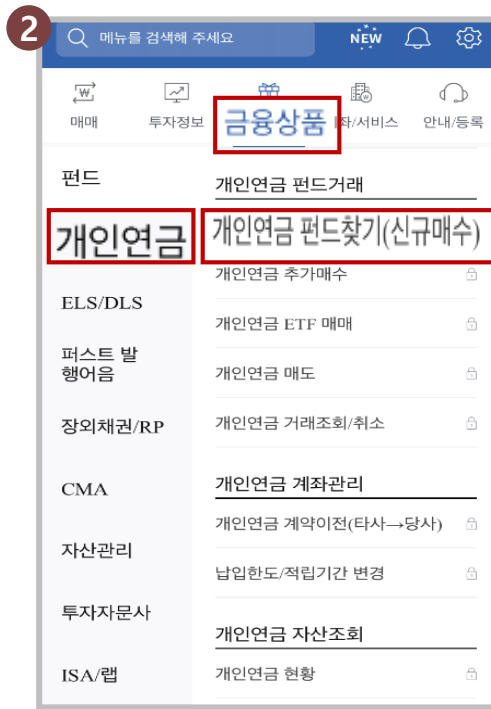 2
메뉴를 검색해 주세요
NEW
매매
투자정보
금융상품
좌/서비스
안내/등록
펀드
개인연금
ELS/DLS
퍼스트 발
행어음
장외채권/RP
CMA
자산관리
투자자문사
ISA/랩
개인연금 펀드거래
개인연금 펀드찾기(신규매수)
개인연금 추가매수
개인연금 ETF 매매
개인연금 매도
개인연금 거래조회/취소
개인연금 계좌관리
개인연금 계약이전(타사→당사)
납입한도/적립기간 변경
개인연금 자산조회
개인연금 현황